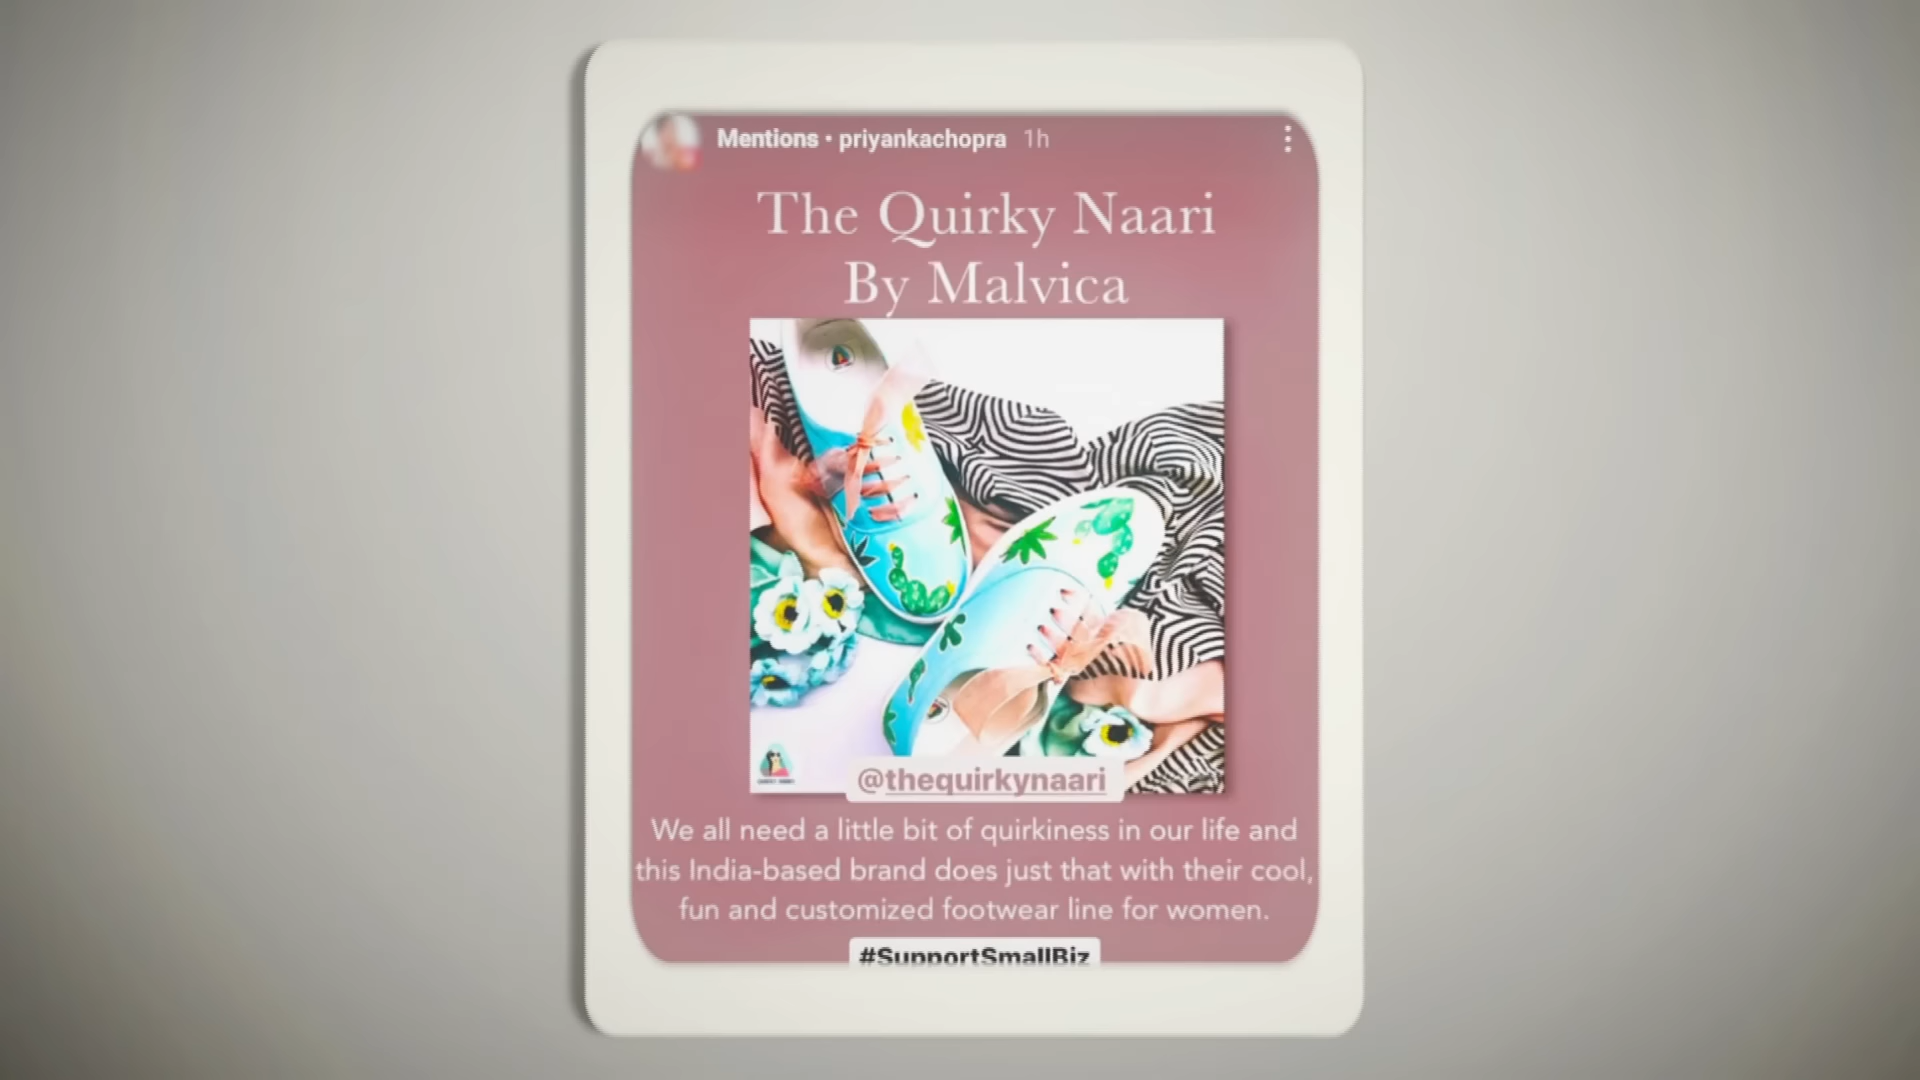 Mentions • priyankachopra 1h
The Quirky Naari
By Malvica
@thequirkynaari
We all need a little bit of quirkiness in our life and
this India-based brand does just that with their cool,
fun and customized footwear line for women.
#SupportSmallBiz